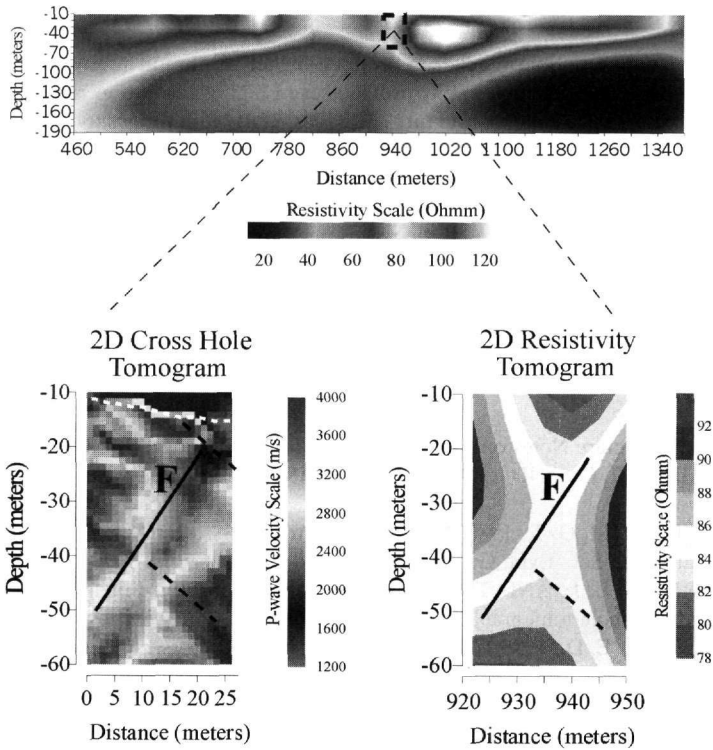 -10
-40
-70
-100
-130
-160
-190
Depth (meters)
460 540 620 700 780 860 940 1020 1100 1180 1260 1340
Distance (meters)
Resistivity Scale (Ohmm)
20 40 60 80 100 120
2D Cross Hole
Tomogram
-10
-20
-30
-40
-50
-60
Depth (meters)
F
0 5 10 15 20 25
Distance (meters)
4000
3600
3200
2800
2400
2000
1600
1200
P-wave Velocity Scale (m/s)
2D Resistivity
Tomogram
-10
-20
-30
-40
-50
-60
Depth (meters)
F
920 930 940 950
Distance (meters)
92
90
88
86
84
82
80
78
Resistivity Scale (Ohmm)